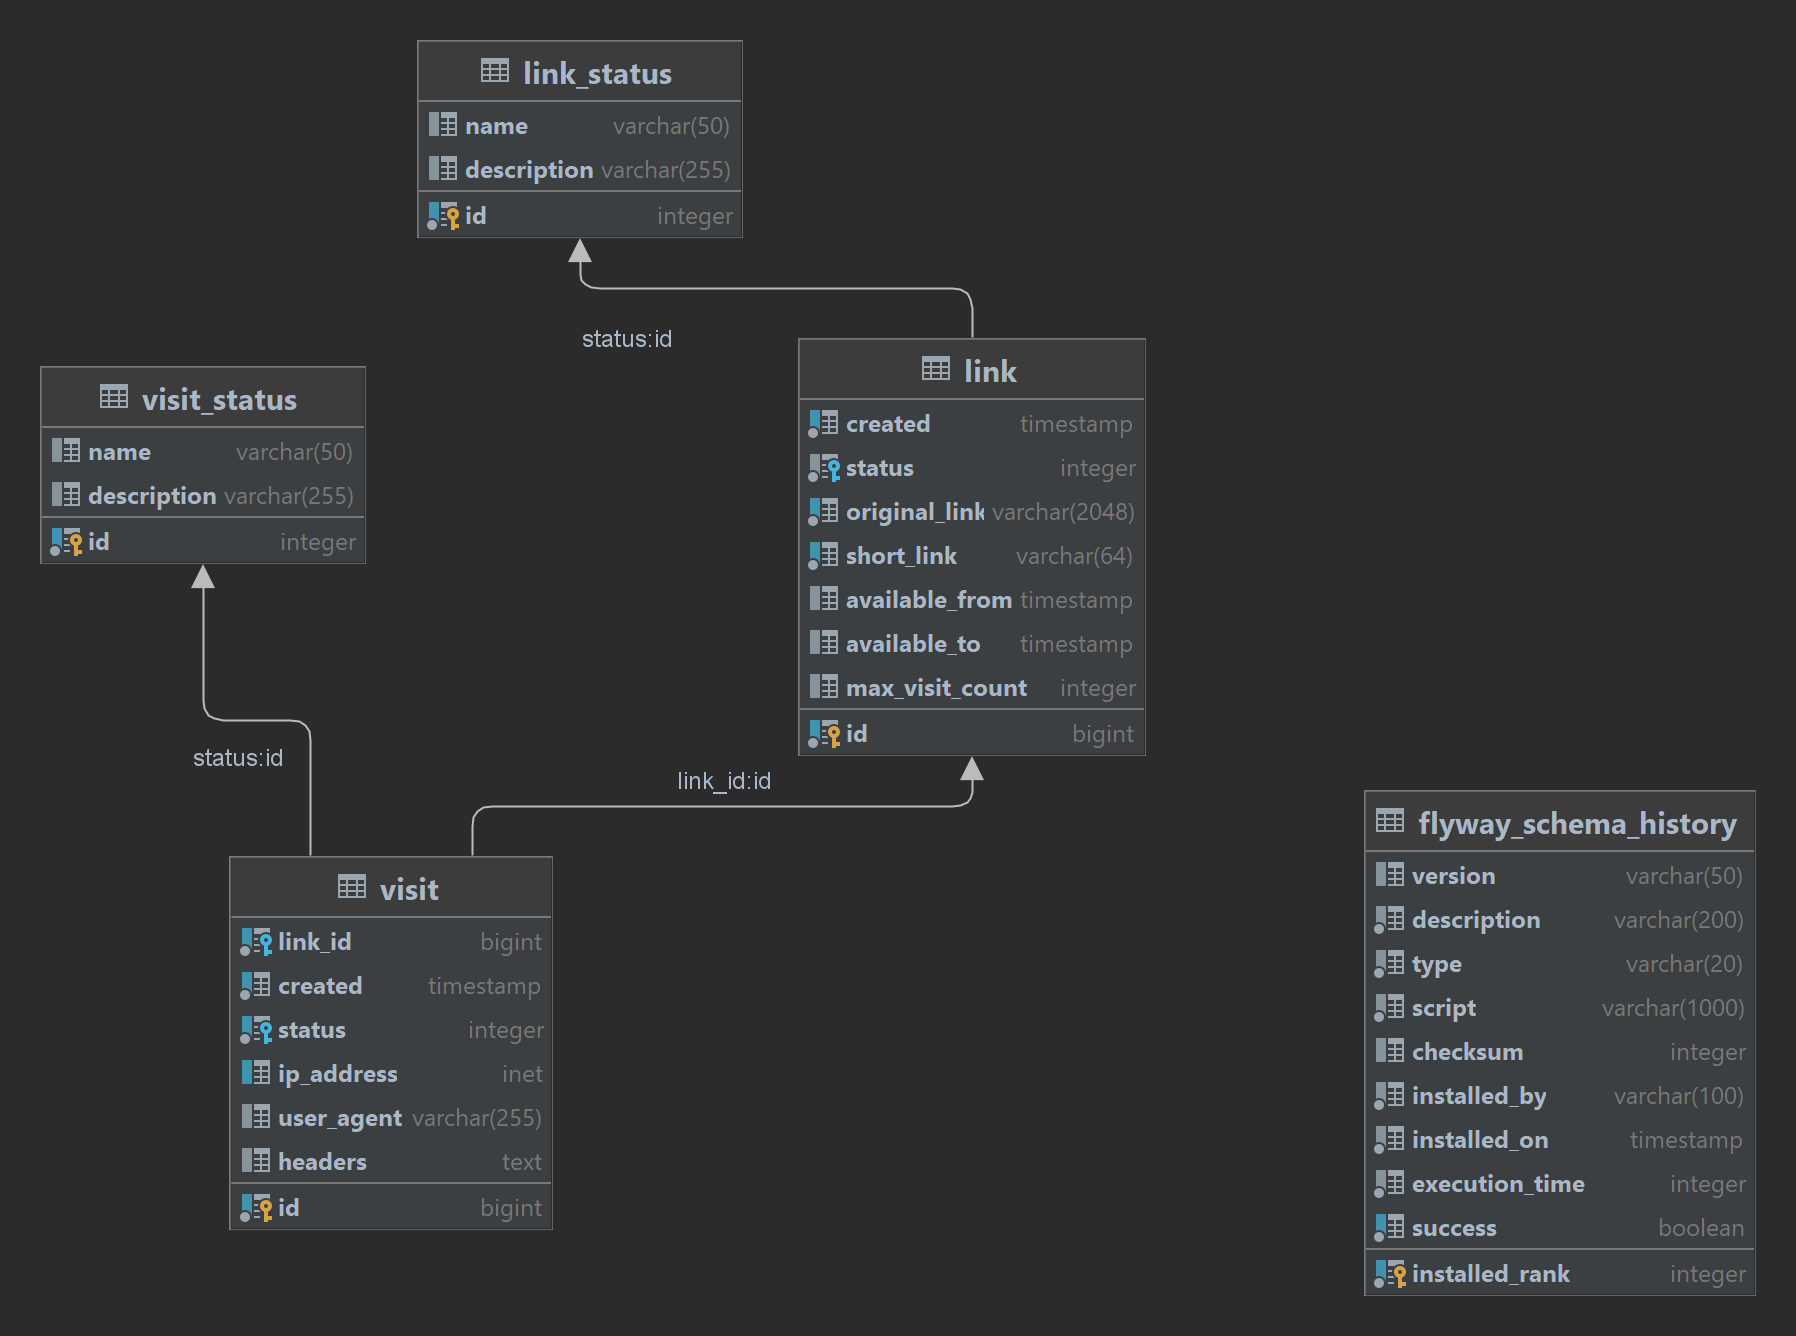 link_status
name varchar(50)
description varchar(255)
id integer
status:id
visit_status
name varchar(50)
description varchar(255)
id integer
status:id
link
created timestamp
status integer
original_link varchar(2048)
short_link varchar(64)
available_from timestamp
available_to timestamp
max_visit_count integer
id bigint
link_id:id
visit
link_id bigint
created timestamp
status integer
ip_address inet
user_agent varchar(255)
headers text
id bigint
flyway_schema_history
version varchar(50)
description varchar(200)
type varchar(20)
script varchar(1000)
checksum integer
installed_by varchar(100)
installed_on timestamp
execution_time integer
success boolean
installed_rank integer